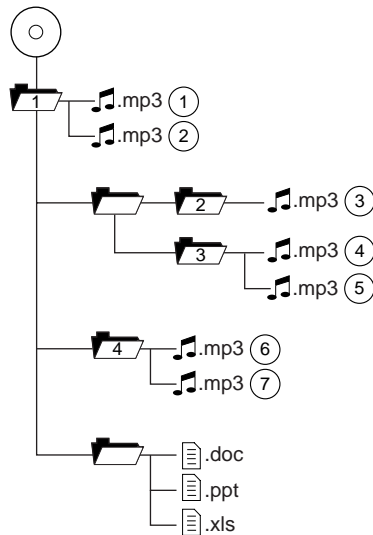 1 .mp3 1
.mp3 2
2 .mp3 3
3 .mp3 4
.mp3 5
4 .mp3 6
.mp3 7
.doc
.ppt
.xls